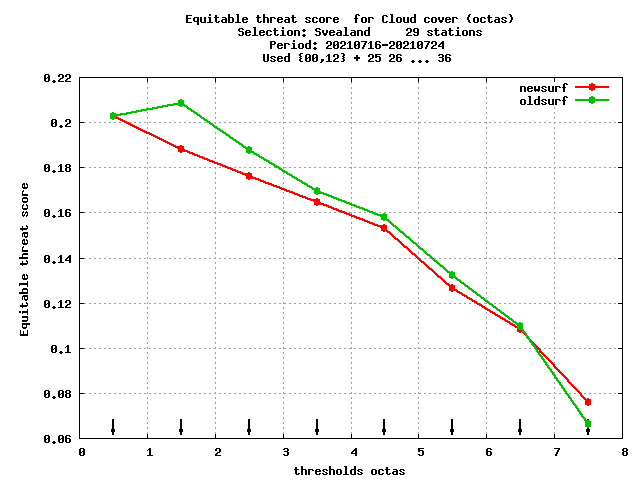 Equitable threat score  for Cloud cover (octas)
Selection: Svealand     29 stations
Period: 20210716-20210724
Used {00,12} + 25 26 ... 36
newsurf
oldsurf
Equitable threat score
0.22
0.2
0.18
0.16
0.14
0.12
0.1
0.08
0.06
0 1 2 3 4 5 6 7 8
thresholds octas